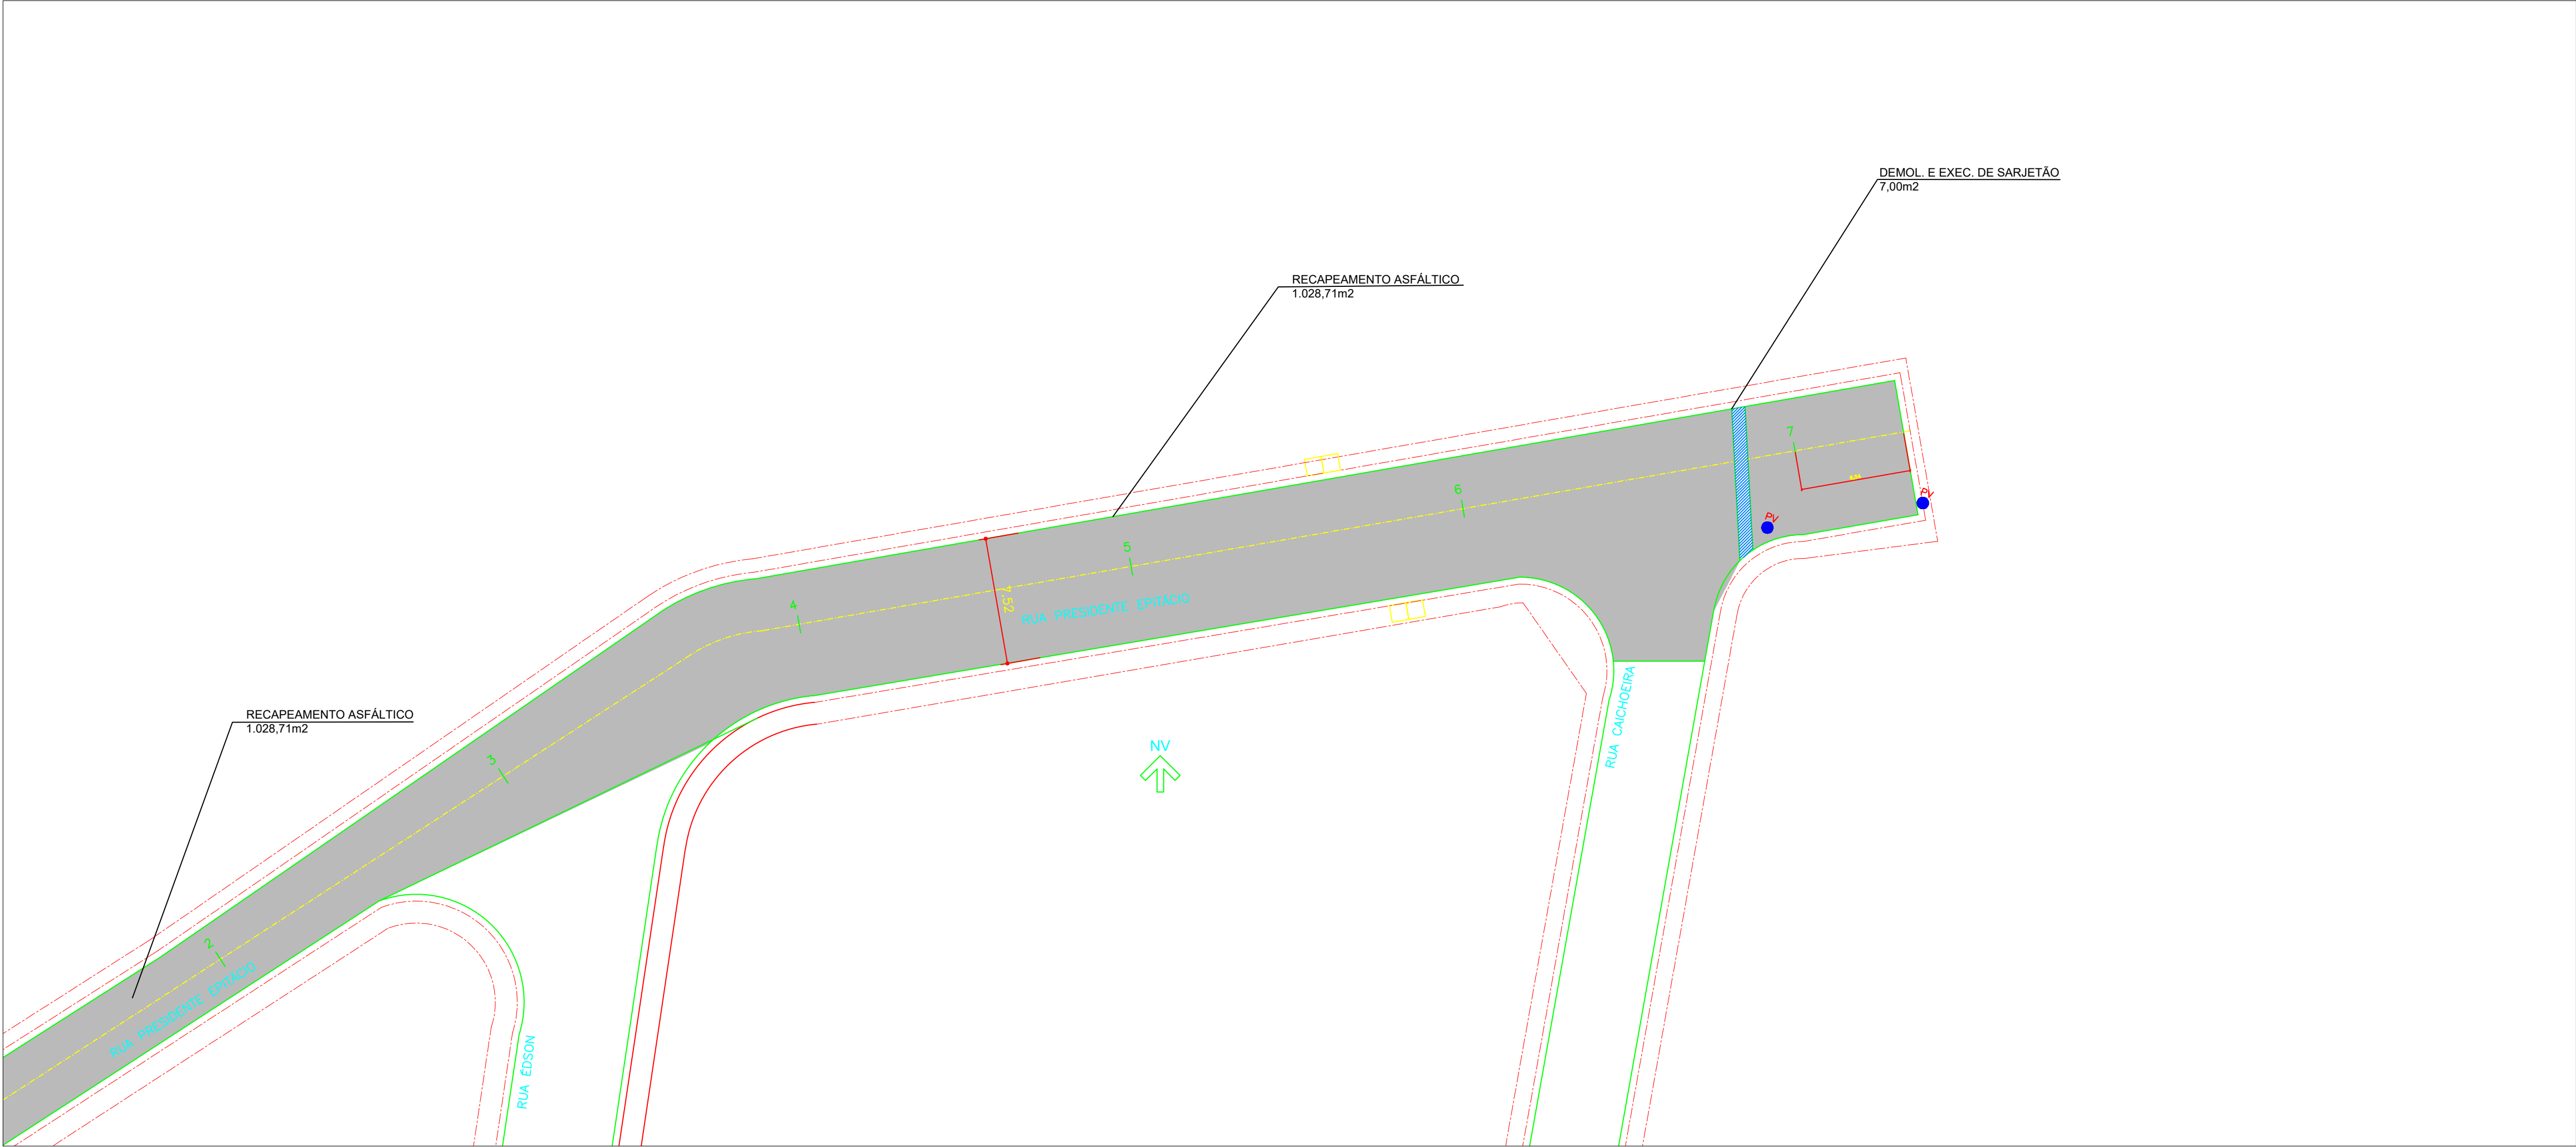 DEMOL. E EXEC. DE SARJETÃO
7,00m2
RECAPEAMENTO ASFÁLTICO
1.028,71m2
7
6
PV
PV
5
4
7.52
RUA PRESIDENTE EPITÁCIO
RECAPEAMENTO ASFÁLTICO
1.028,71m2
NV
3
RUA CAICHOEIRA
2
RUA PRESIDENTE EPITÁCIO
RUA ÉDSON